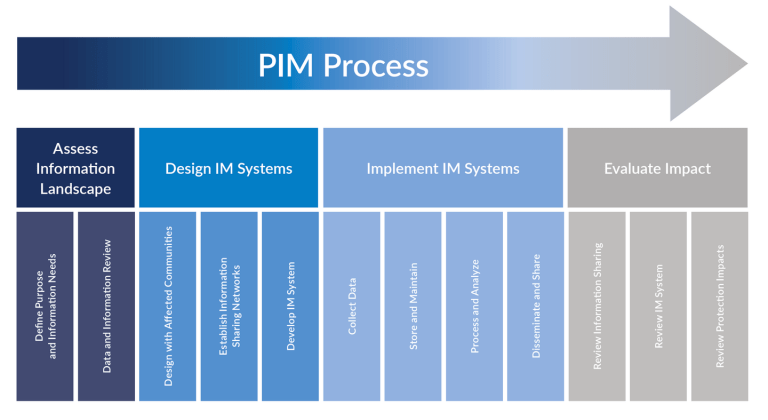 PIM Process
Assess
Information
Landscape
Design IM Systems
Implement IM Systems
Evaluate Impact
Define Purpose
and Information Needs
Data and Information Review
Design with Affected Communities
Establish Information
Sharing Networks
Develop IM System
Collect Data
Store and Maintain
Process and Analyze
Disseminate and Share
Review Information Sharing
Review IM System
Review Protection Impacts